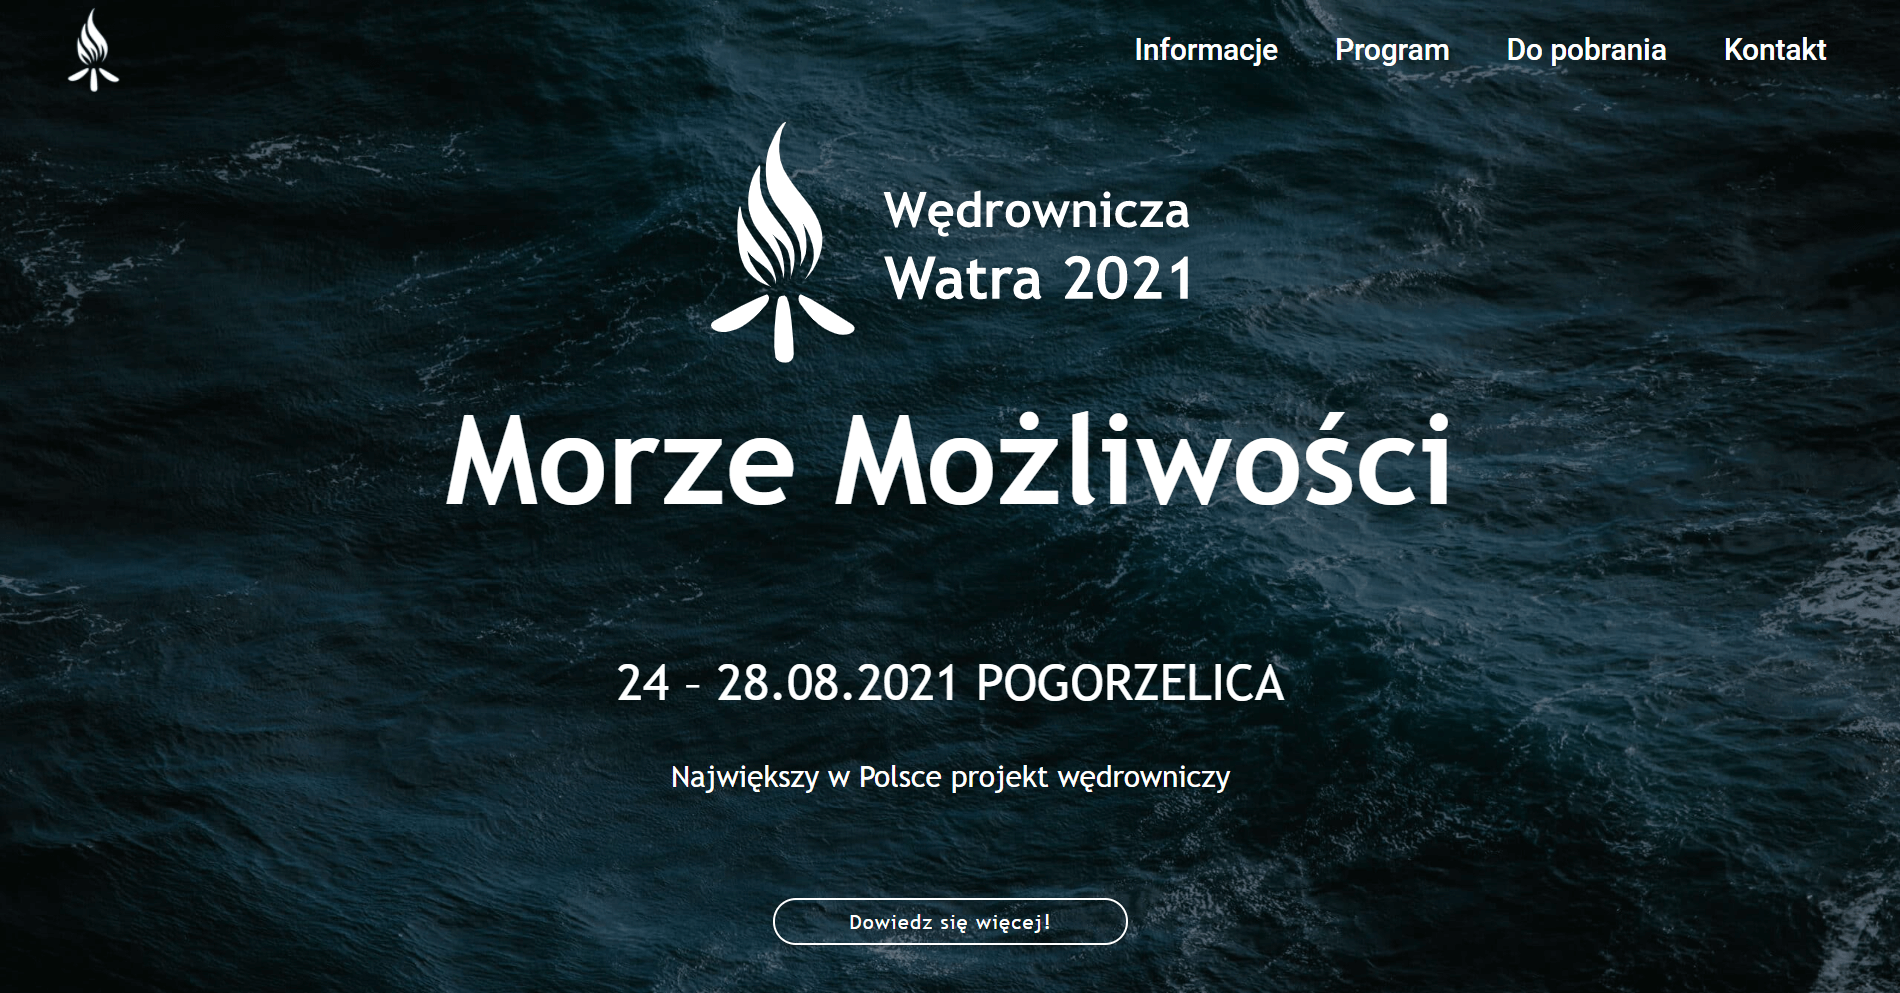 Informacje Program Do pobrania Kontakt
Wędrownicza
Watra 2021
Morze Możliwości
24 – 28.08.2021 POGORZELICA
Największy w Polsce projekt wędrowniczy
Dowiedz się więcej!